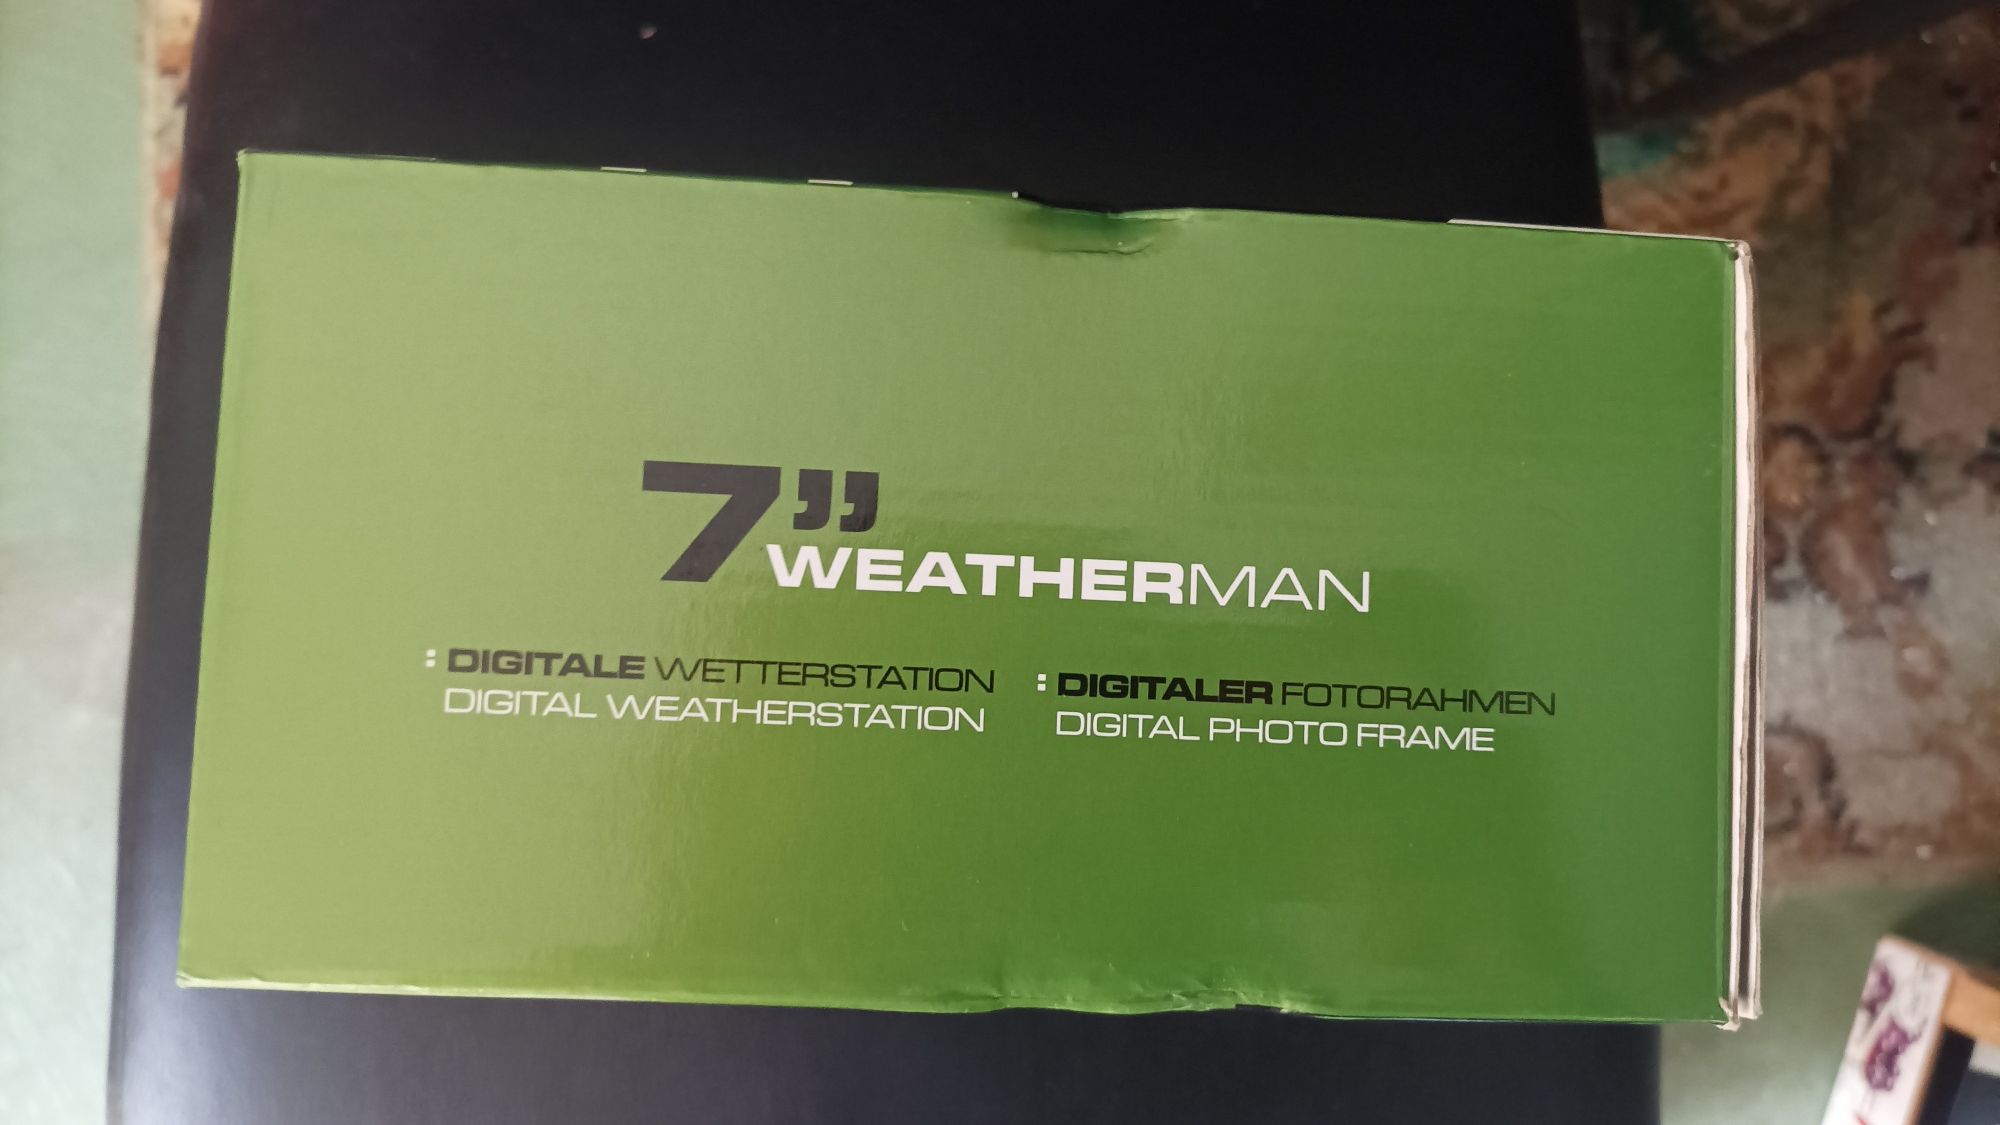 7”
WEATHERMAN
: DIGITALE WETTERSTATION
DIGITAL WEATHERSTATION
: DIGITALER FOTORAHMEN
DIGITAL PHOTO FRAME